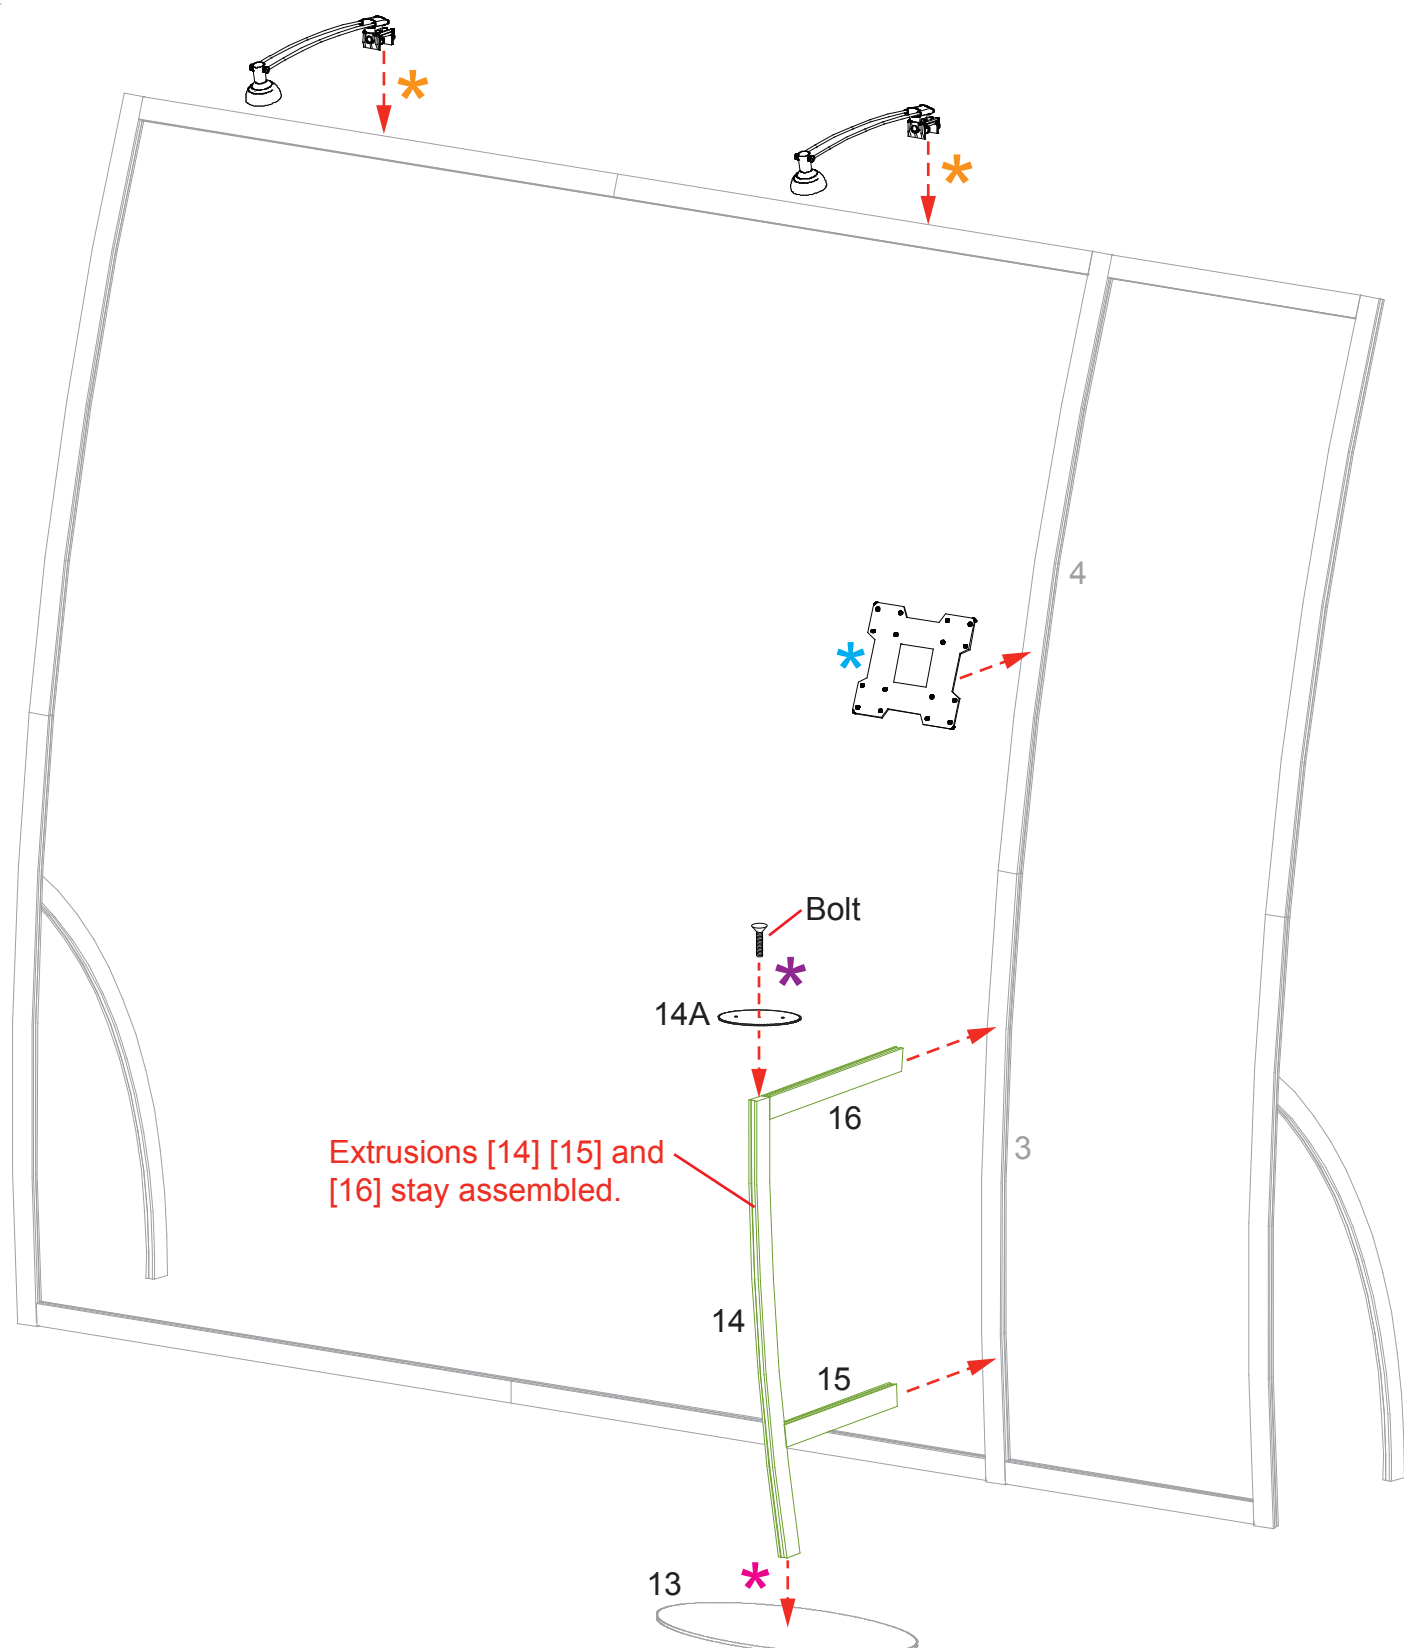 *
*
4
*
Bolt
*
14A
16
3
Extrusions [14] [15] and
[16] stay assembled.
14
15
*
13